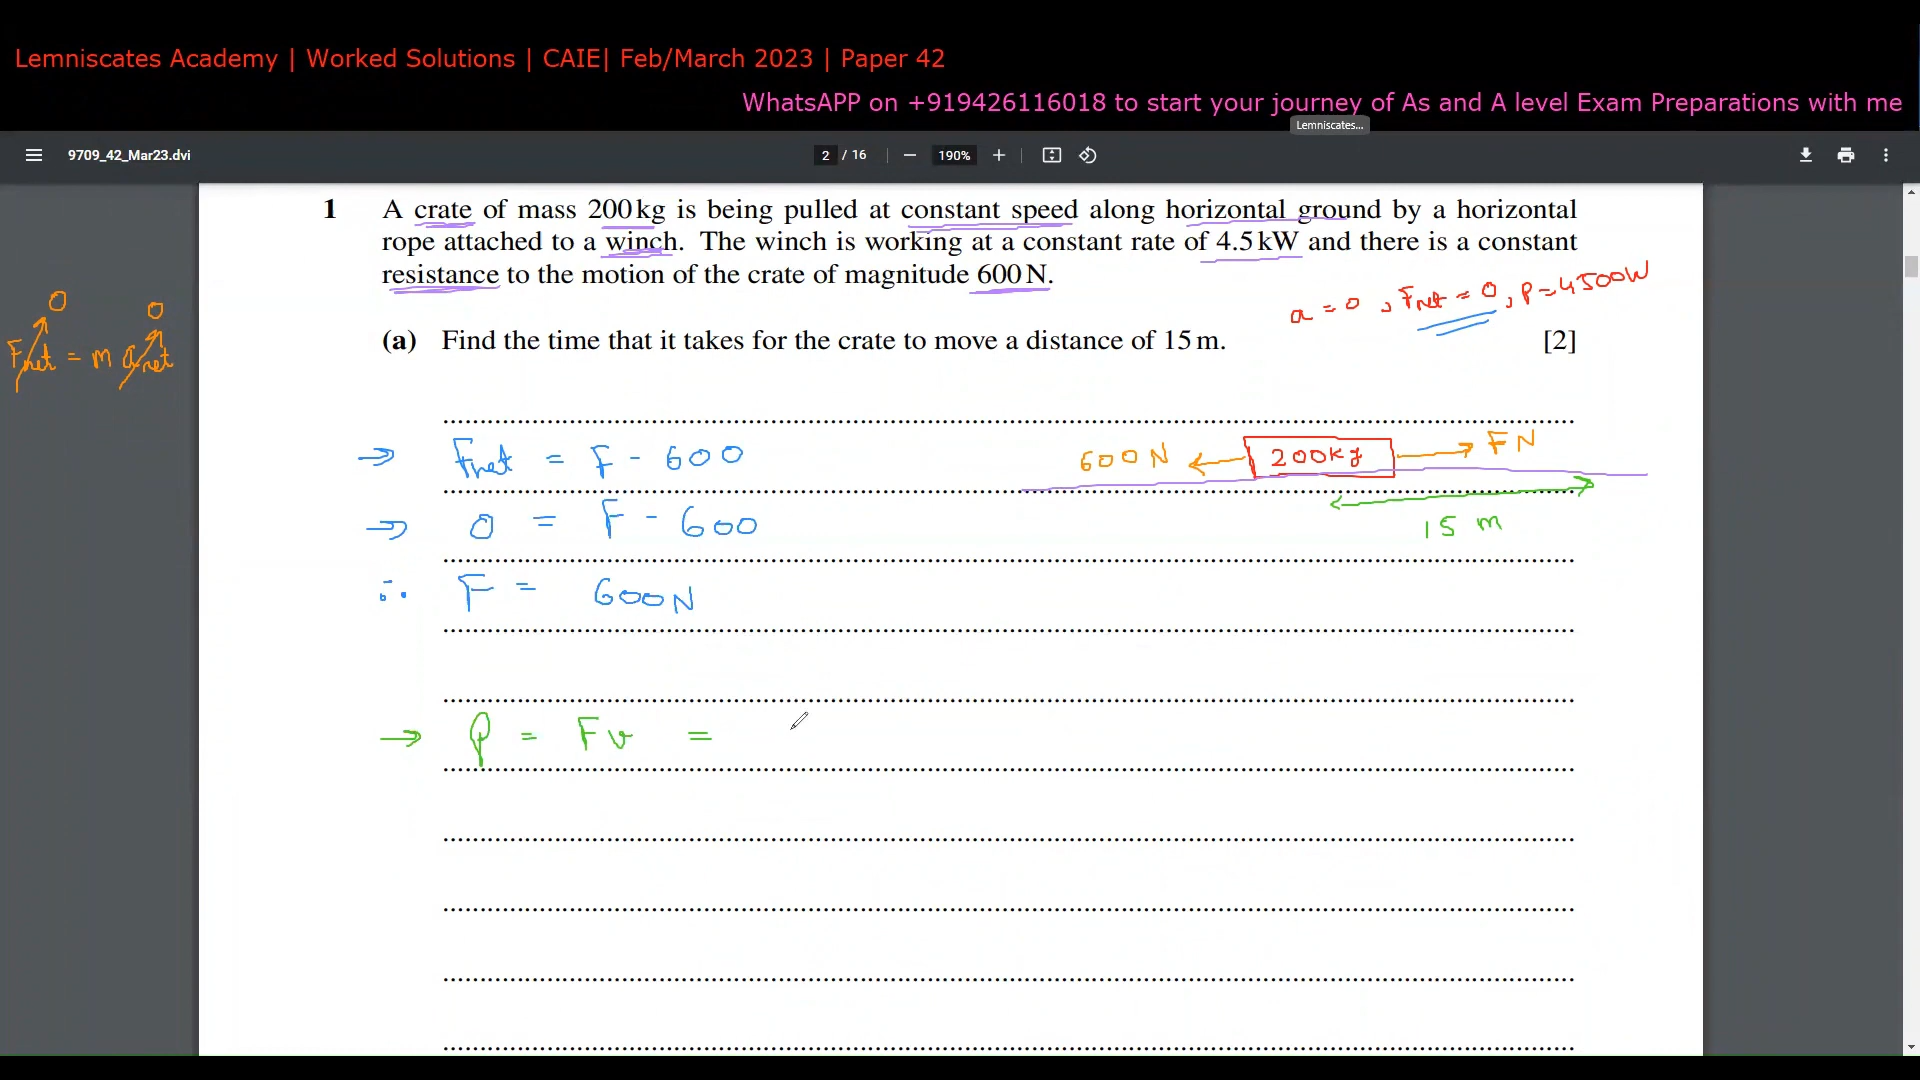 Lemniscates Academy | Worked Solutions | CAIE| Feb/March 2023 | Paper 42
WhatsAPP on +919426116018 to start your journey of As and A level Exam Preparations with me
Lemniscates...
9709_42_Mar23.dvi
2 / 16
190%
1 A crate of mass 200 kg is being pulled at constant speed along horizontal ground by a horizontal
rope attached to a winch. The winch is working at a constant rate of 4.5 kW and there is a constant
resistance to the motion of the crate of magnitude 600 N.
a = 0 , Fnet = 0, P = 4500W
0 0
Fnet = m anet
(a) Find the time that it takes for the crate to move a distance of 15 m. [2]
→ Fnet = F - 600
600 N 200kg F N
→ 0 = F - 600
15 m
∴ F = 600N
→ P = Fv =